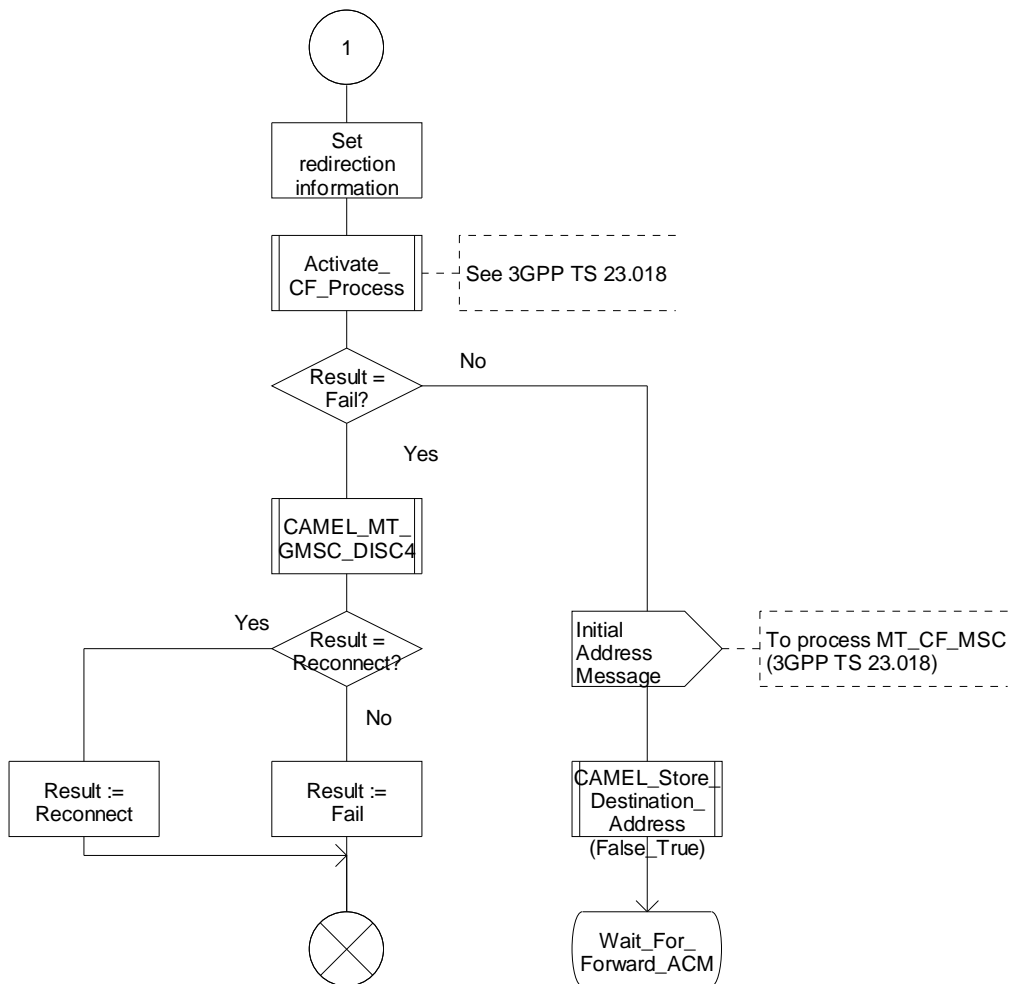 1
Set
redirection
information
Activate_
CF_Process
See 3GPP TS 23.018
Result =
Fail?
No
Yes
CAMEL_MT_
GMSC_DISC4
Result =
Reconnect?
Yes
No
Initial
Address
Message
To process MT_CF_MSC
(3GPP TS 23.018)
Result :=
Reconnect
Result :=
Fail
CAMEL_Store_
Destination_
Address
(False_True)
Wait_For_
Forward_ACM